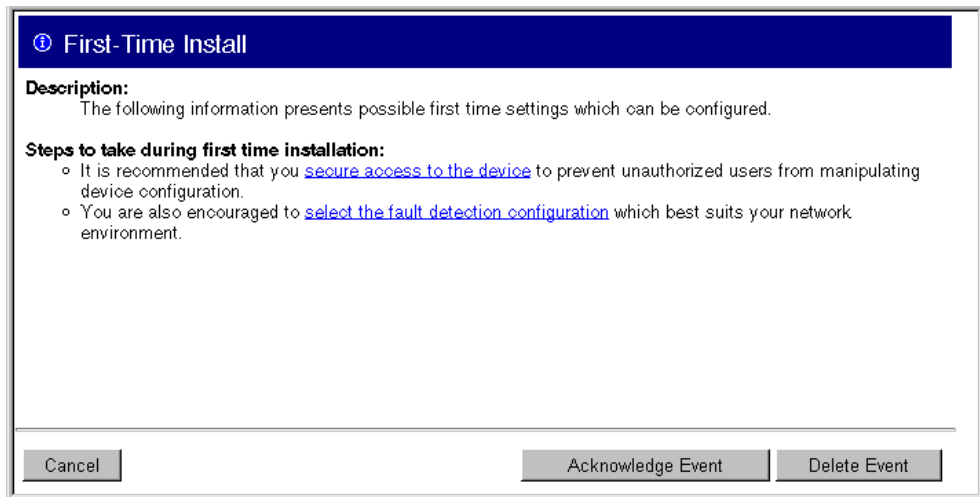 First-Time Install
Description:
The following information presents possible first time settings which can be configured.
Steps to take during first time installation:
It is recommended that you secure access to the device to prevent unauthorized users from manipulating
device configuration.
You are also encouraged to select the fault detection configuration which best suits your network
environment.
Cancel
Acknowledge Event
Delete Event